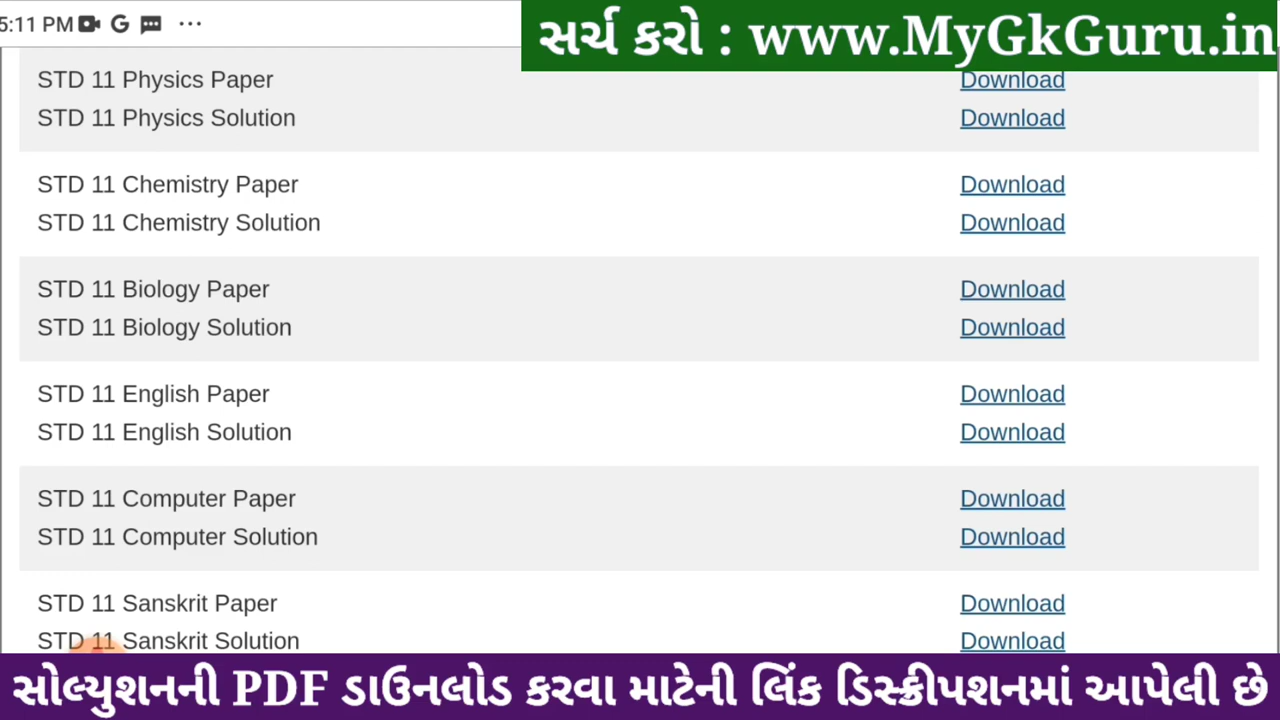 5:11 PM G ...
સર્ચ કરો : www.MyGkGuru.in
STD 11 Physics Paper Download
STD 11 Physics Solution Download
STD 11 Chemistry Paper Download
STD 11 Chemistry Solution Download
STD 11 Biology Paper Download
STD 11 Biology Solution Download
STD 11 English Paper Download
STD 11 English Solution Download
STD 11 Computer Paper Download
STD 11 Computer Solution Download
STD 11 Sanskrit Paper Download
STD 11 Sanskrit Solution Download
સોલ્યુશનની PDF ડાઉનલોડ કરવા માટેની લિંક ડિસ્ક્રીપશનમાં આપેલી છે